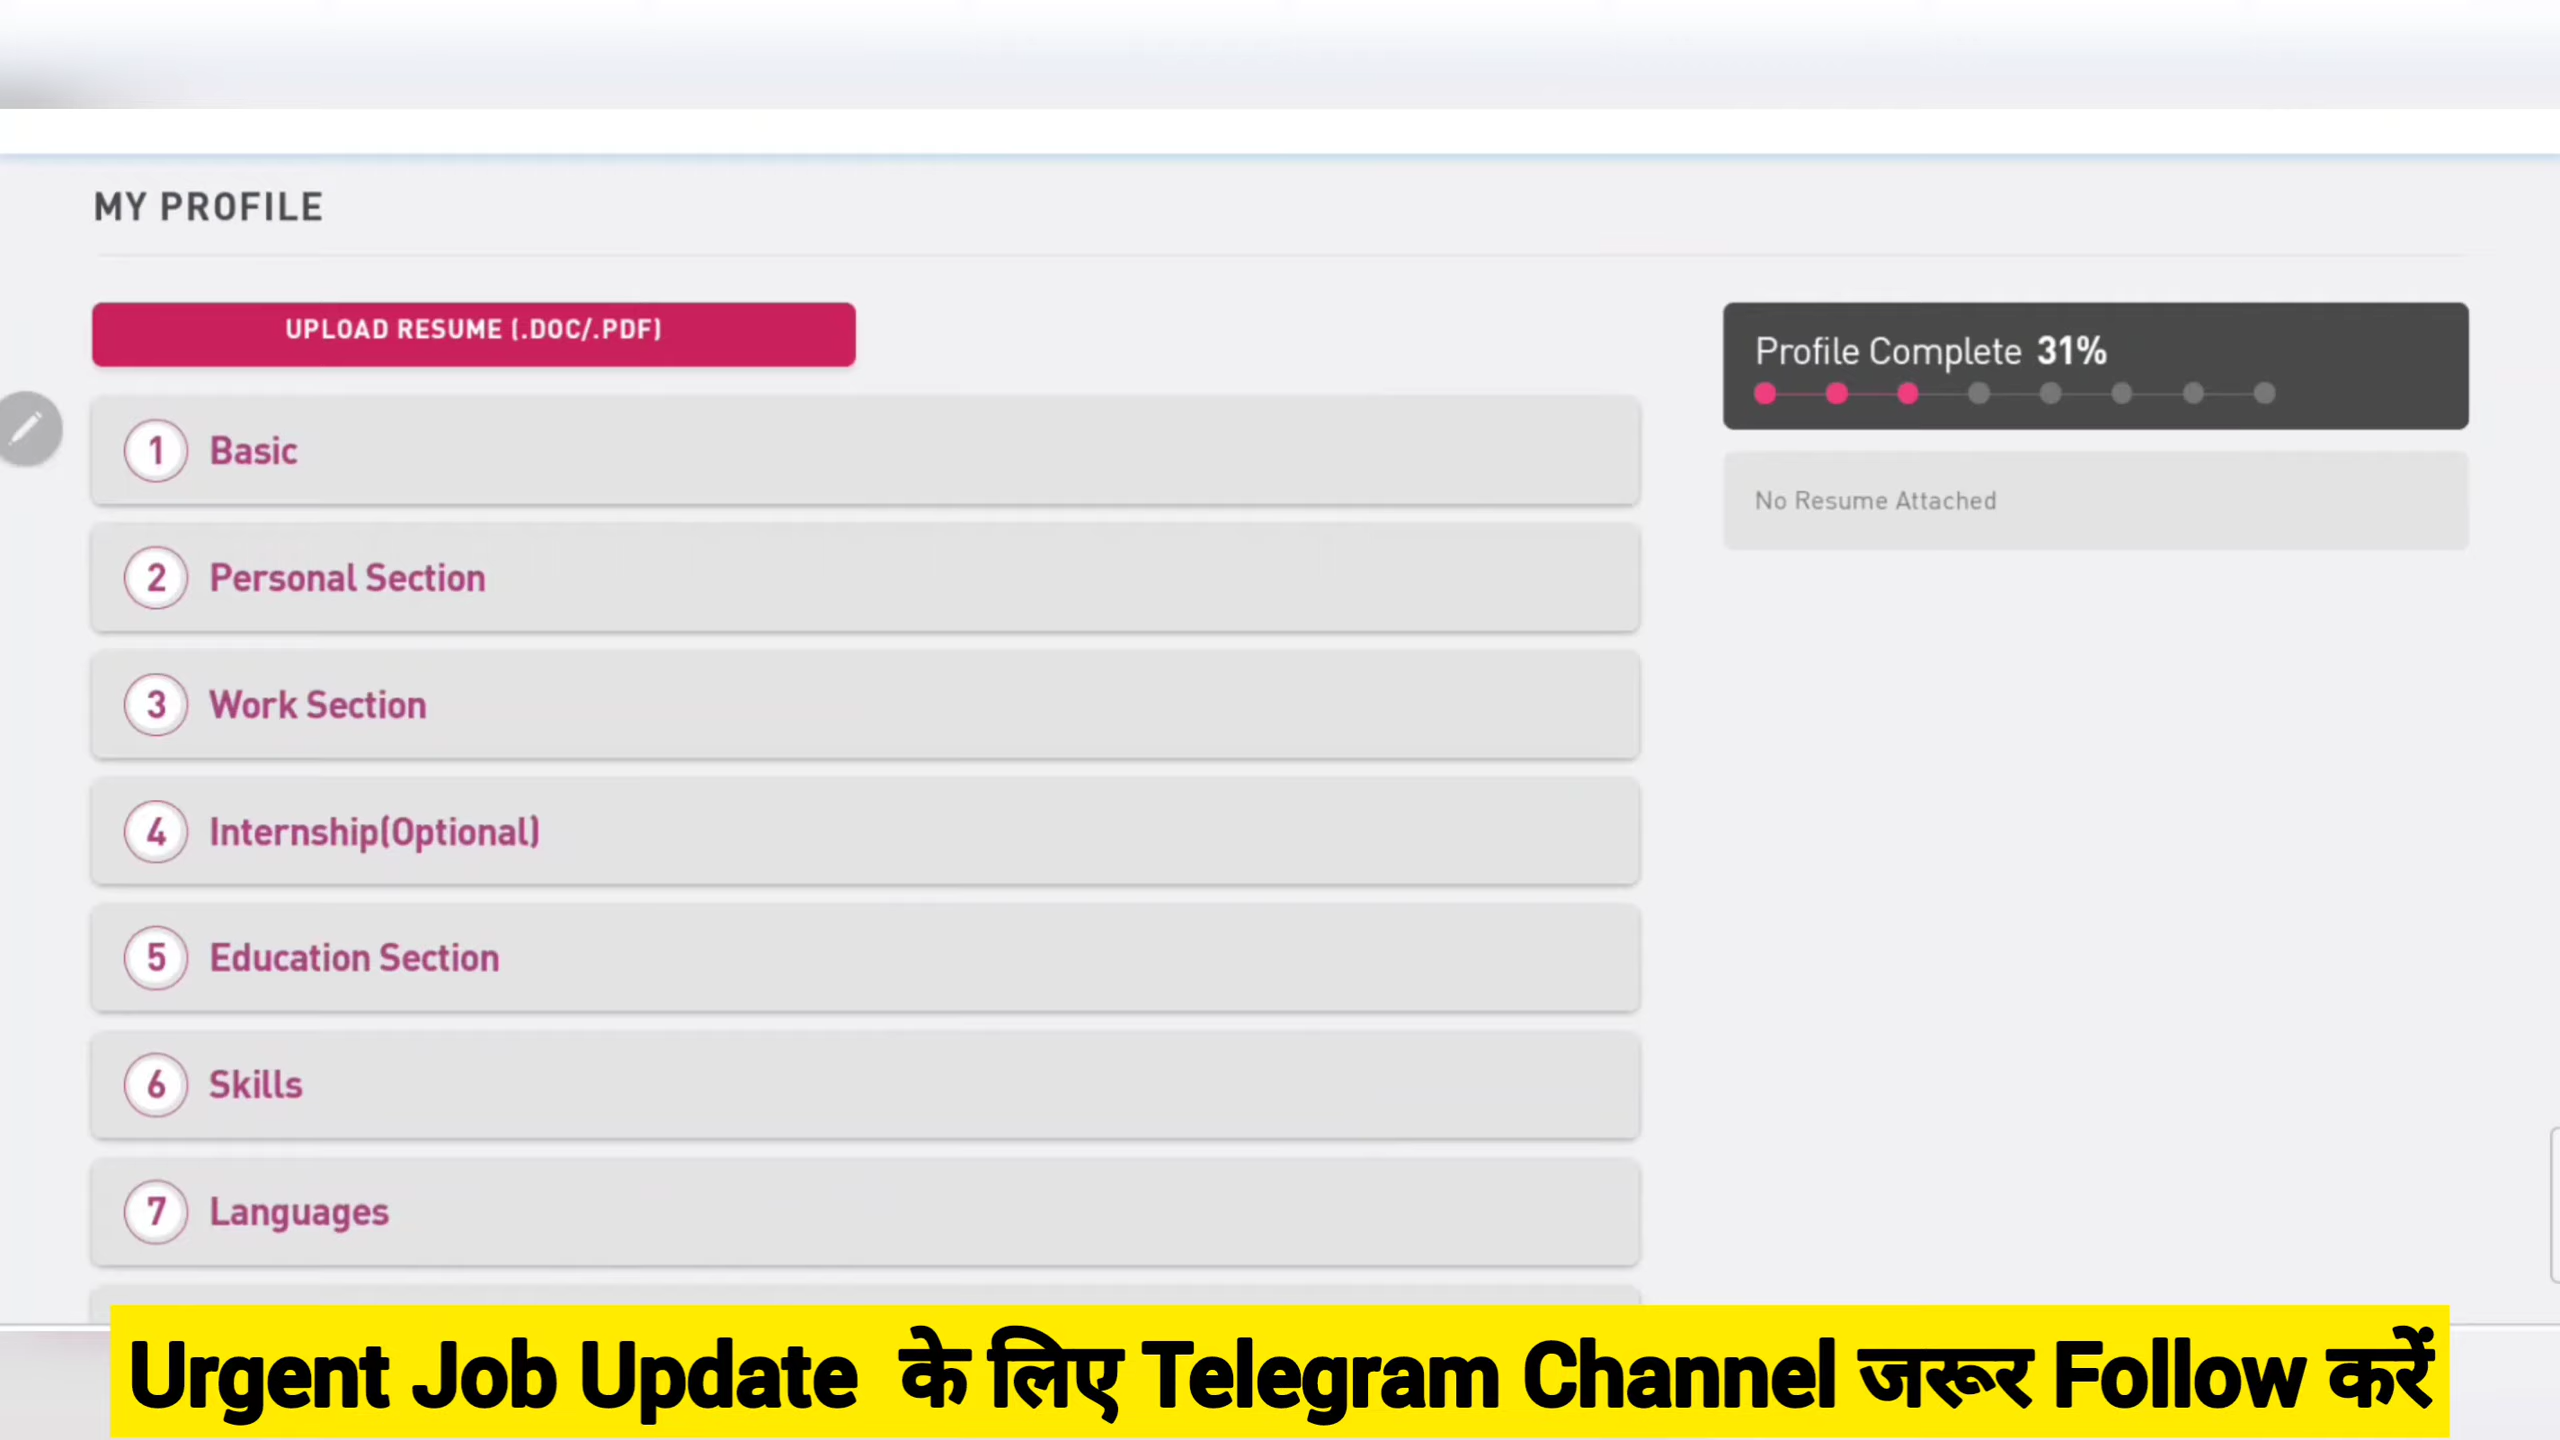 MY PROFILE
UPLOAD RESUME (.DOC/.PDF)
Profile Complete 31%
No Resume Attached
1 Basic
2 Personal Section
3 Work Section
4 Internship(Optional)
5 Education Section
6 Skills
7 Languages
Urgent Job Update के लिए Telegram Channel जरूर Follow करें